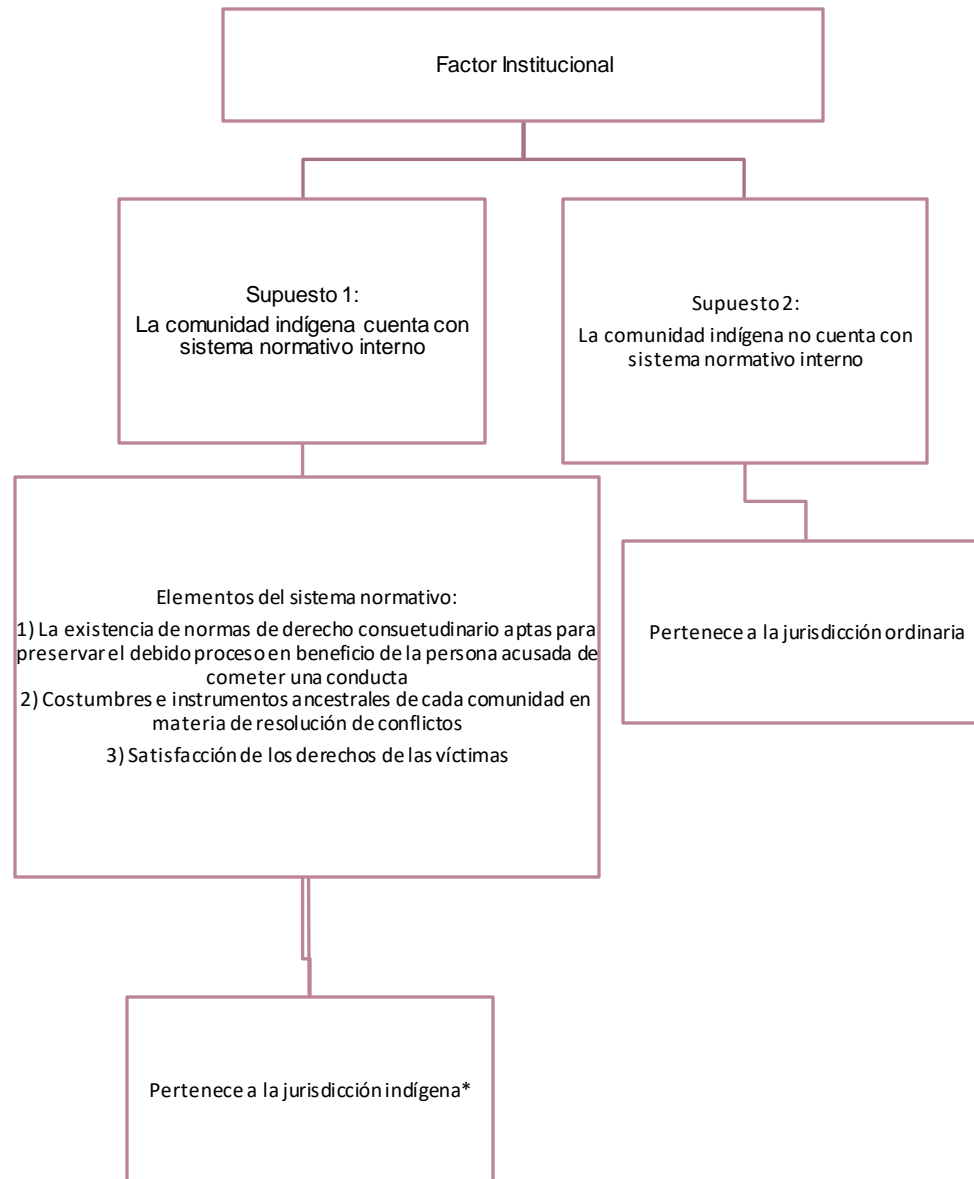 Factor Institucional
Supuesto 1:
La comunidad indígena cuenta con
sistema normativo interno
Supuesto 2:
La comunidad indígena no cuenta con
sistema normativo interno
Elementos del sistema normativo:
1) La existencia de normas de derecho consuetudinario aptas para
preservar el debido proceso en beneficio de la persona acusada de
cometer una conducta
2) Costumbres e instrumentos ancestrales de cada comunidad en
materia de resolución de conflictos
3) Satisfacción de los derechos de las víctimas
Pertenece a la jurisdicción ordinaria
Pertenece a la jurisdicción indígena*